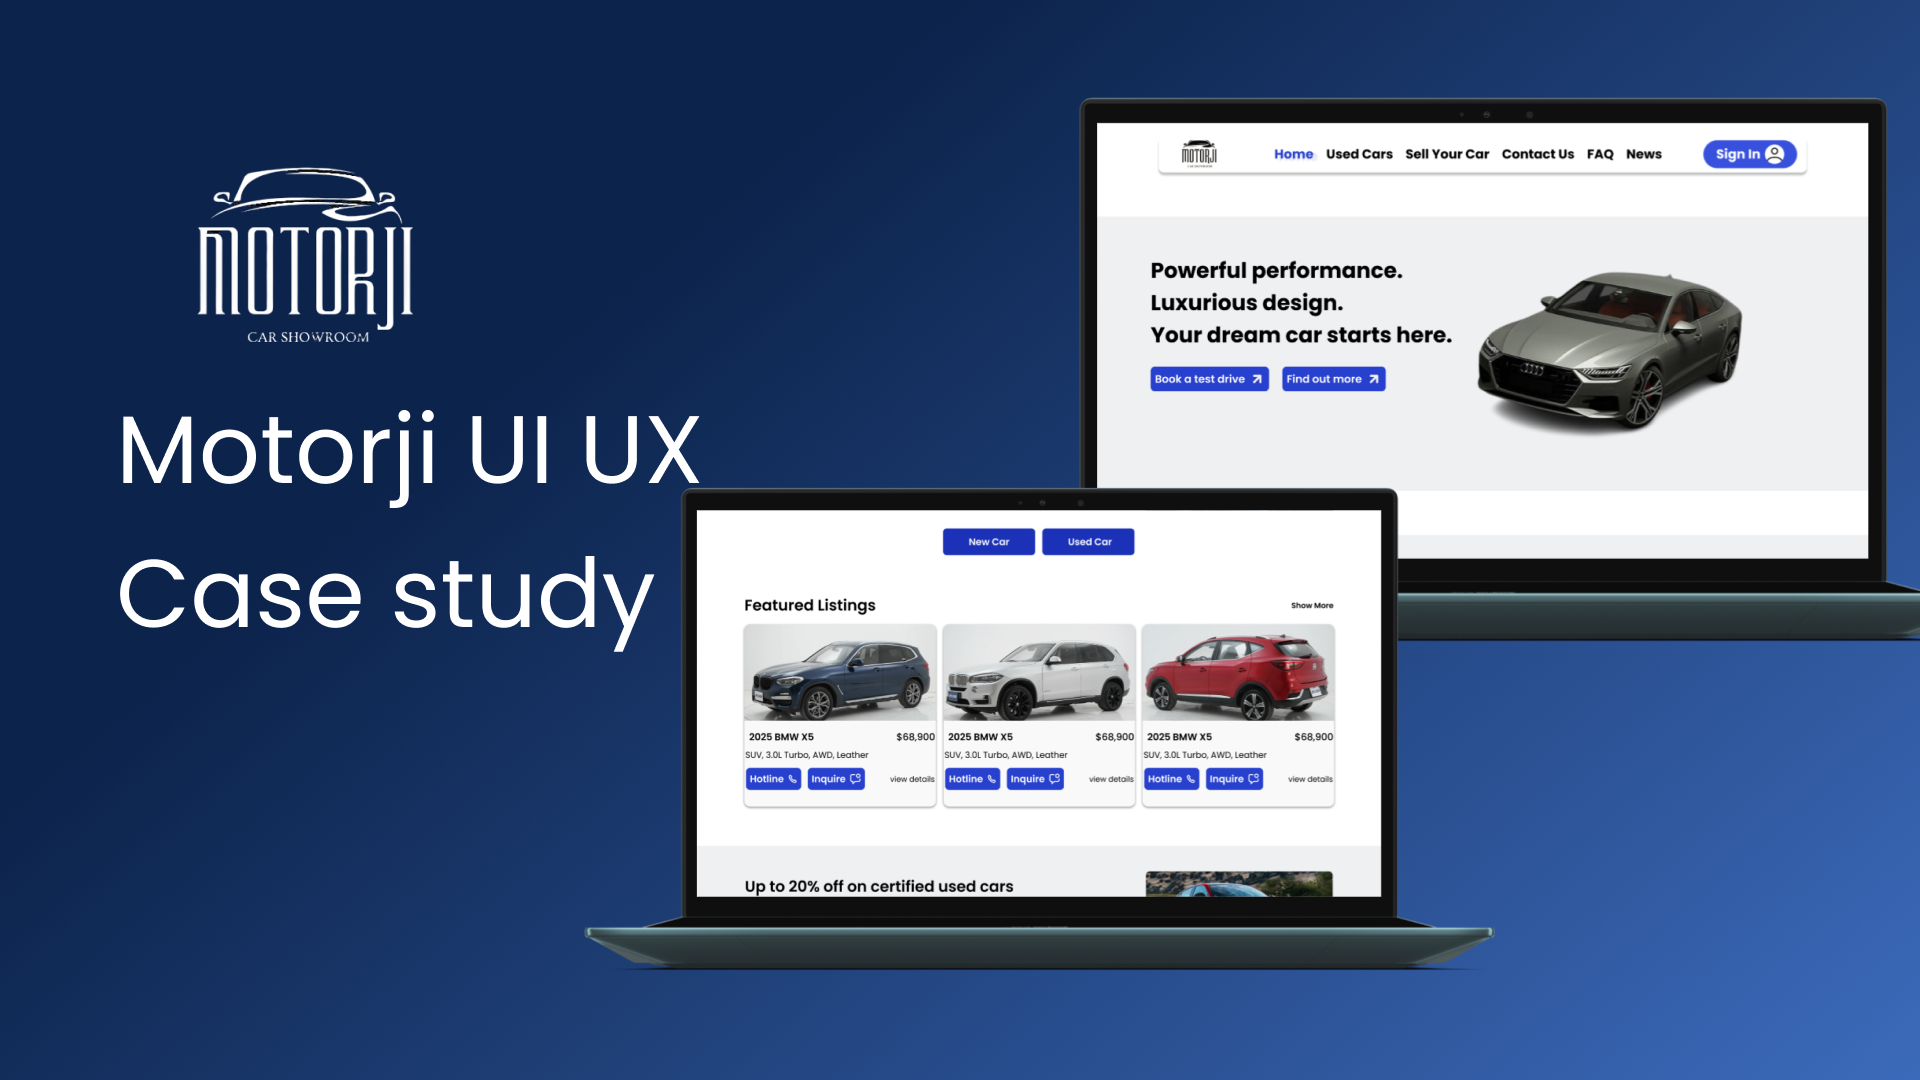 MOTORJI
CAR SHOWROOM
Motorji UI UX
Case study
MOTORJI
Home Used Cars Sell Your Car Contact Us FAQ News Sign In
Powerful performance.
Luxurious design.
Your dream car starts here.
Book a test drive Find out more
New Car Used Car
Featured Listings Show More
2025 BMW X5 $68,900 2025 BMW X5 $68,900 2025 BMW X5 $68,900
SUV, 3.0L Turbo, AWD, Leather SUV, 3.0L Turbo, AWD, Leather SUV, 3.0L Turbo, AWD, Leather
Hotline Inquire view details Hotline Inquire view details Hotline Inquire view details
Up to 20% off on certified used cars